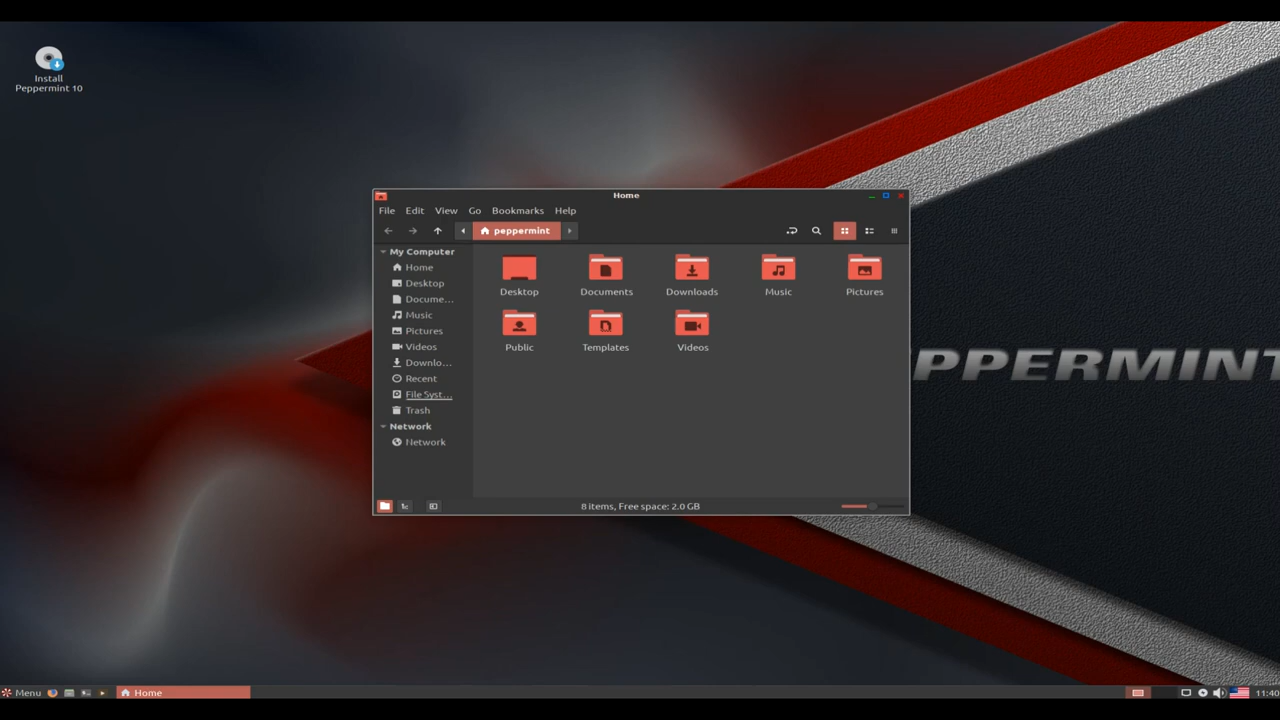 Install
Peppermint 10
Home
File Edit View Go Bookmarks Help
peppermint
My Computer
Home
Desktop
Docume...
Music
Pictures
Videos
Downlo...
Recent
File Syst...
Trash
Network
Network
Desktop Documents Downloads Music Pictures
Public Templates Videos
8 items, Free space: 2.0 GB
PPERMINT
Menu Home 11:40